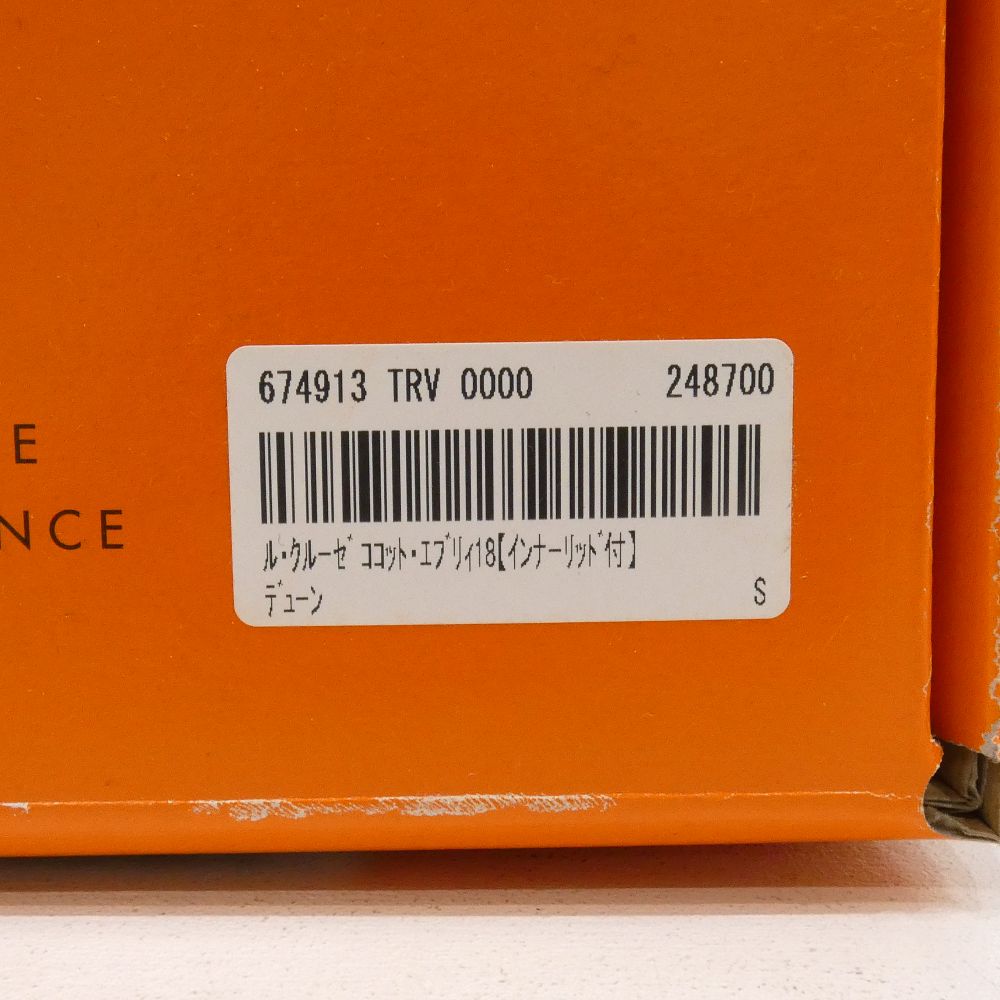 674913 TRV 0000 248700
ﾙ･ｸﾙｰｾﾞ ｺｺｯﾄ･ｴﾌﾞﾘｨ18【ｲﾝﾅｰﾘｯﾄﾞ付】
ﾃﾞｭｰﾝ S
E
NCE